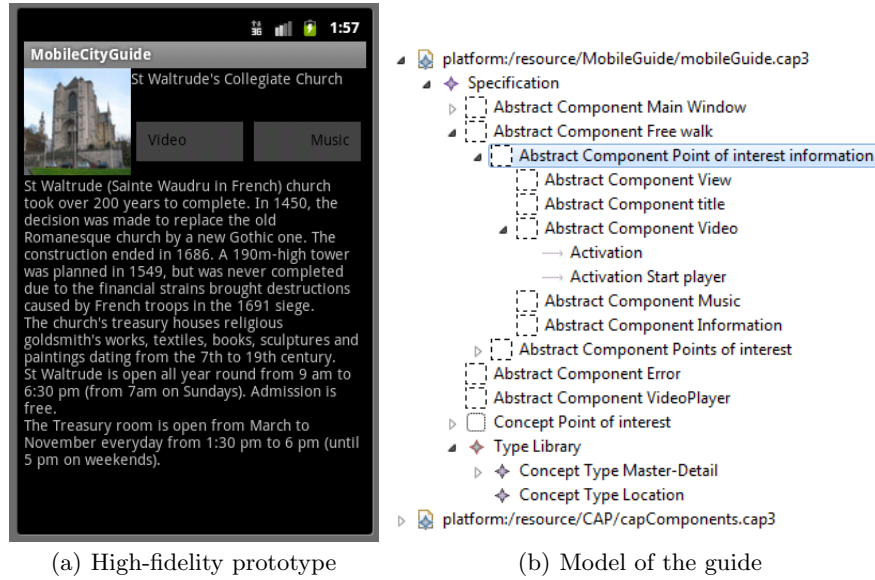 3G 1:57
MobileCityGuide
St Waltrude's Collegiate Church
Video Music
St Waltrude (Sainte Waudru in French) church
took over 200 years to complete. In 1450, the
decision was made to replace the old
Romanesque church by a new Gothic one. The
construction ended in 1686. A 190m-high tower
was planned in 1549, but was never completed
due to the financial strains brought destructions
caused by French troops in the 1691 siege.
The church's treasury houses religious
goldsmith's works, textiles, books, sculptures and
paintings dating from the 7th to 19th century.
St Waltrude is open all year round from 9 am to
6:30 pm (from 7am on Sundays). Admission is
free.
The Treasury room is open from March to
November everyday from 1:30 pm to 6 pm (until
5 pm on weekends).
(a) High-fidelity prototype
platform:/resource/MobileGuide/mobileGuide.cap3
Specification
Abstract Component Main Window
Abstract Component Free walk
Abstract Component Point of interest information
Abstract Component View
Abstract Component title
Abstract Component Video
Activation
Activation Start player
Abstract Component Music
Abstract Component Information
Abstract Component Points of interest
Abstract Component Error
Abstract Component VideoPlayer
Concept Point of interest
Type Library
Concept Type Master-Detail
Concept Type Location
platform:/resource/CAP/capComponents.cap3
(b) Model of the guide